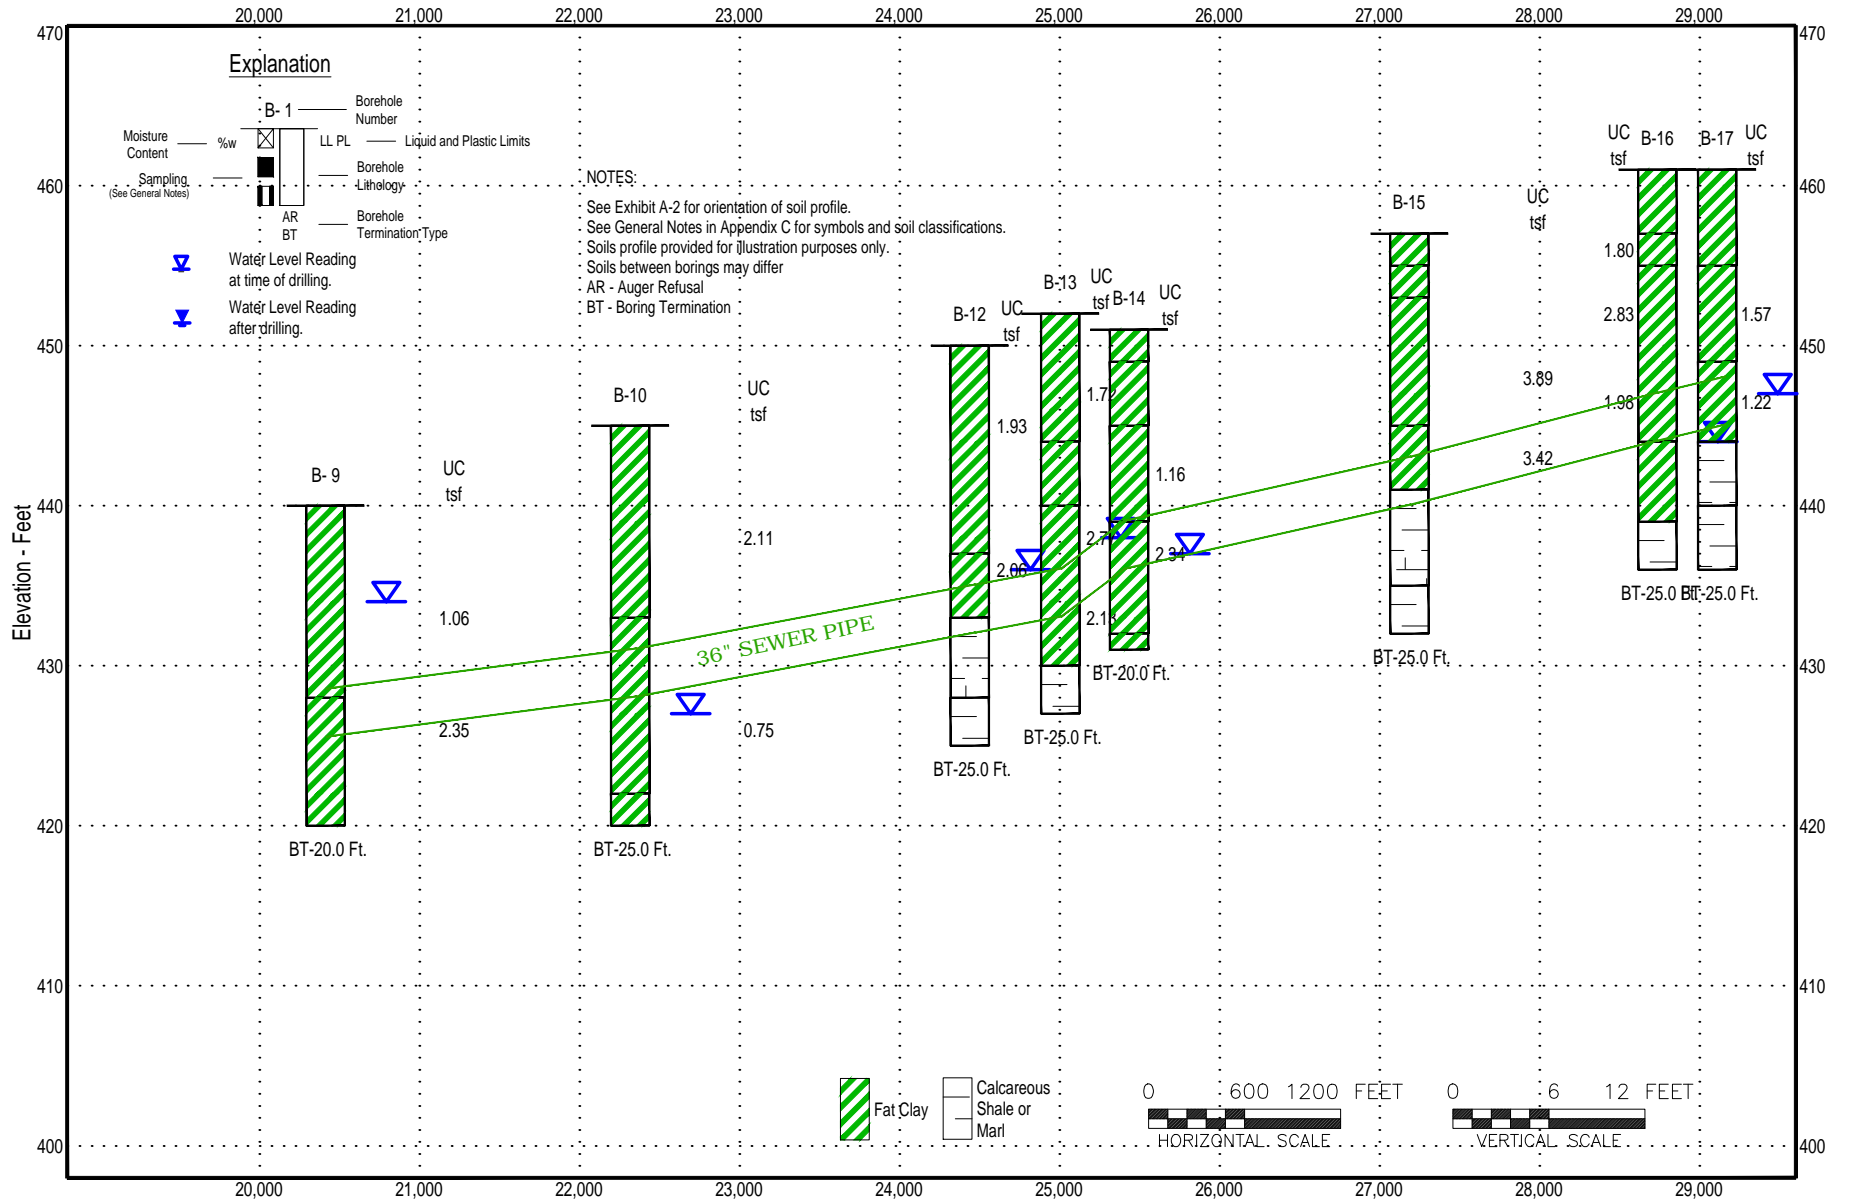 20,000 21,000 22,000 23,000 24,000 25,000 26,000 27,000 28,000 29,000
470
470
Explanation
B- 1
Borehole
Number
Moisture
Content
%w
LL PL
Liquid and Plastic Limits
Sampling
(See General Notes)
Borehole
Lithology
AR
BT
Borehole
Termination Type
Water Level Reading
at time of drilling.
Water Level Reading
after drilling.
NOTES:
See Exhibit A-2 for orientation of soil profile.
See General Notes in Appendix C for symbols and soil classifications.
Soils profile provided for illustration purposes only.
Soils between borings may differ
AR - Auger Refusal
BT - Boring Termination
460
460
450
450
440
440
430
430
420
420
410
410
400
400
Elevation - Feet
B- 9
UC
tsf
1.06
2.35
BT-20.0 Ft.
B-10
UC
tsf
2.11
0.75
BT-25.0 Ft.
36" SEWER PIPE
B-12
UC
tsf
1.93
2.06
BT-25.0 Ft.
B-13
UC
tsf
1.72
2.13
BT-25.0 Ft.
B-14
UC
tsf
1.16
2.34
BT-20.0 Ft.
B-15
UC
tsf
3.89
3.42
BT-25.0 Ft.
B-16
UC
tsf
1.80
2.83
1.98
BT-25.0
B-17
UC
tsf
1.57
1.22
BT-25.0 Ft.
Fat Clay
Calcareous
Shale or
Marl
0 600 1200 FEET
HORIZONTAL SCALE
0 6 12 FEET
VERTICAL SCALE
20,000 21,000 22,000 23,000 24,000 25,000 26,000 27,000 28,000 29,000